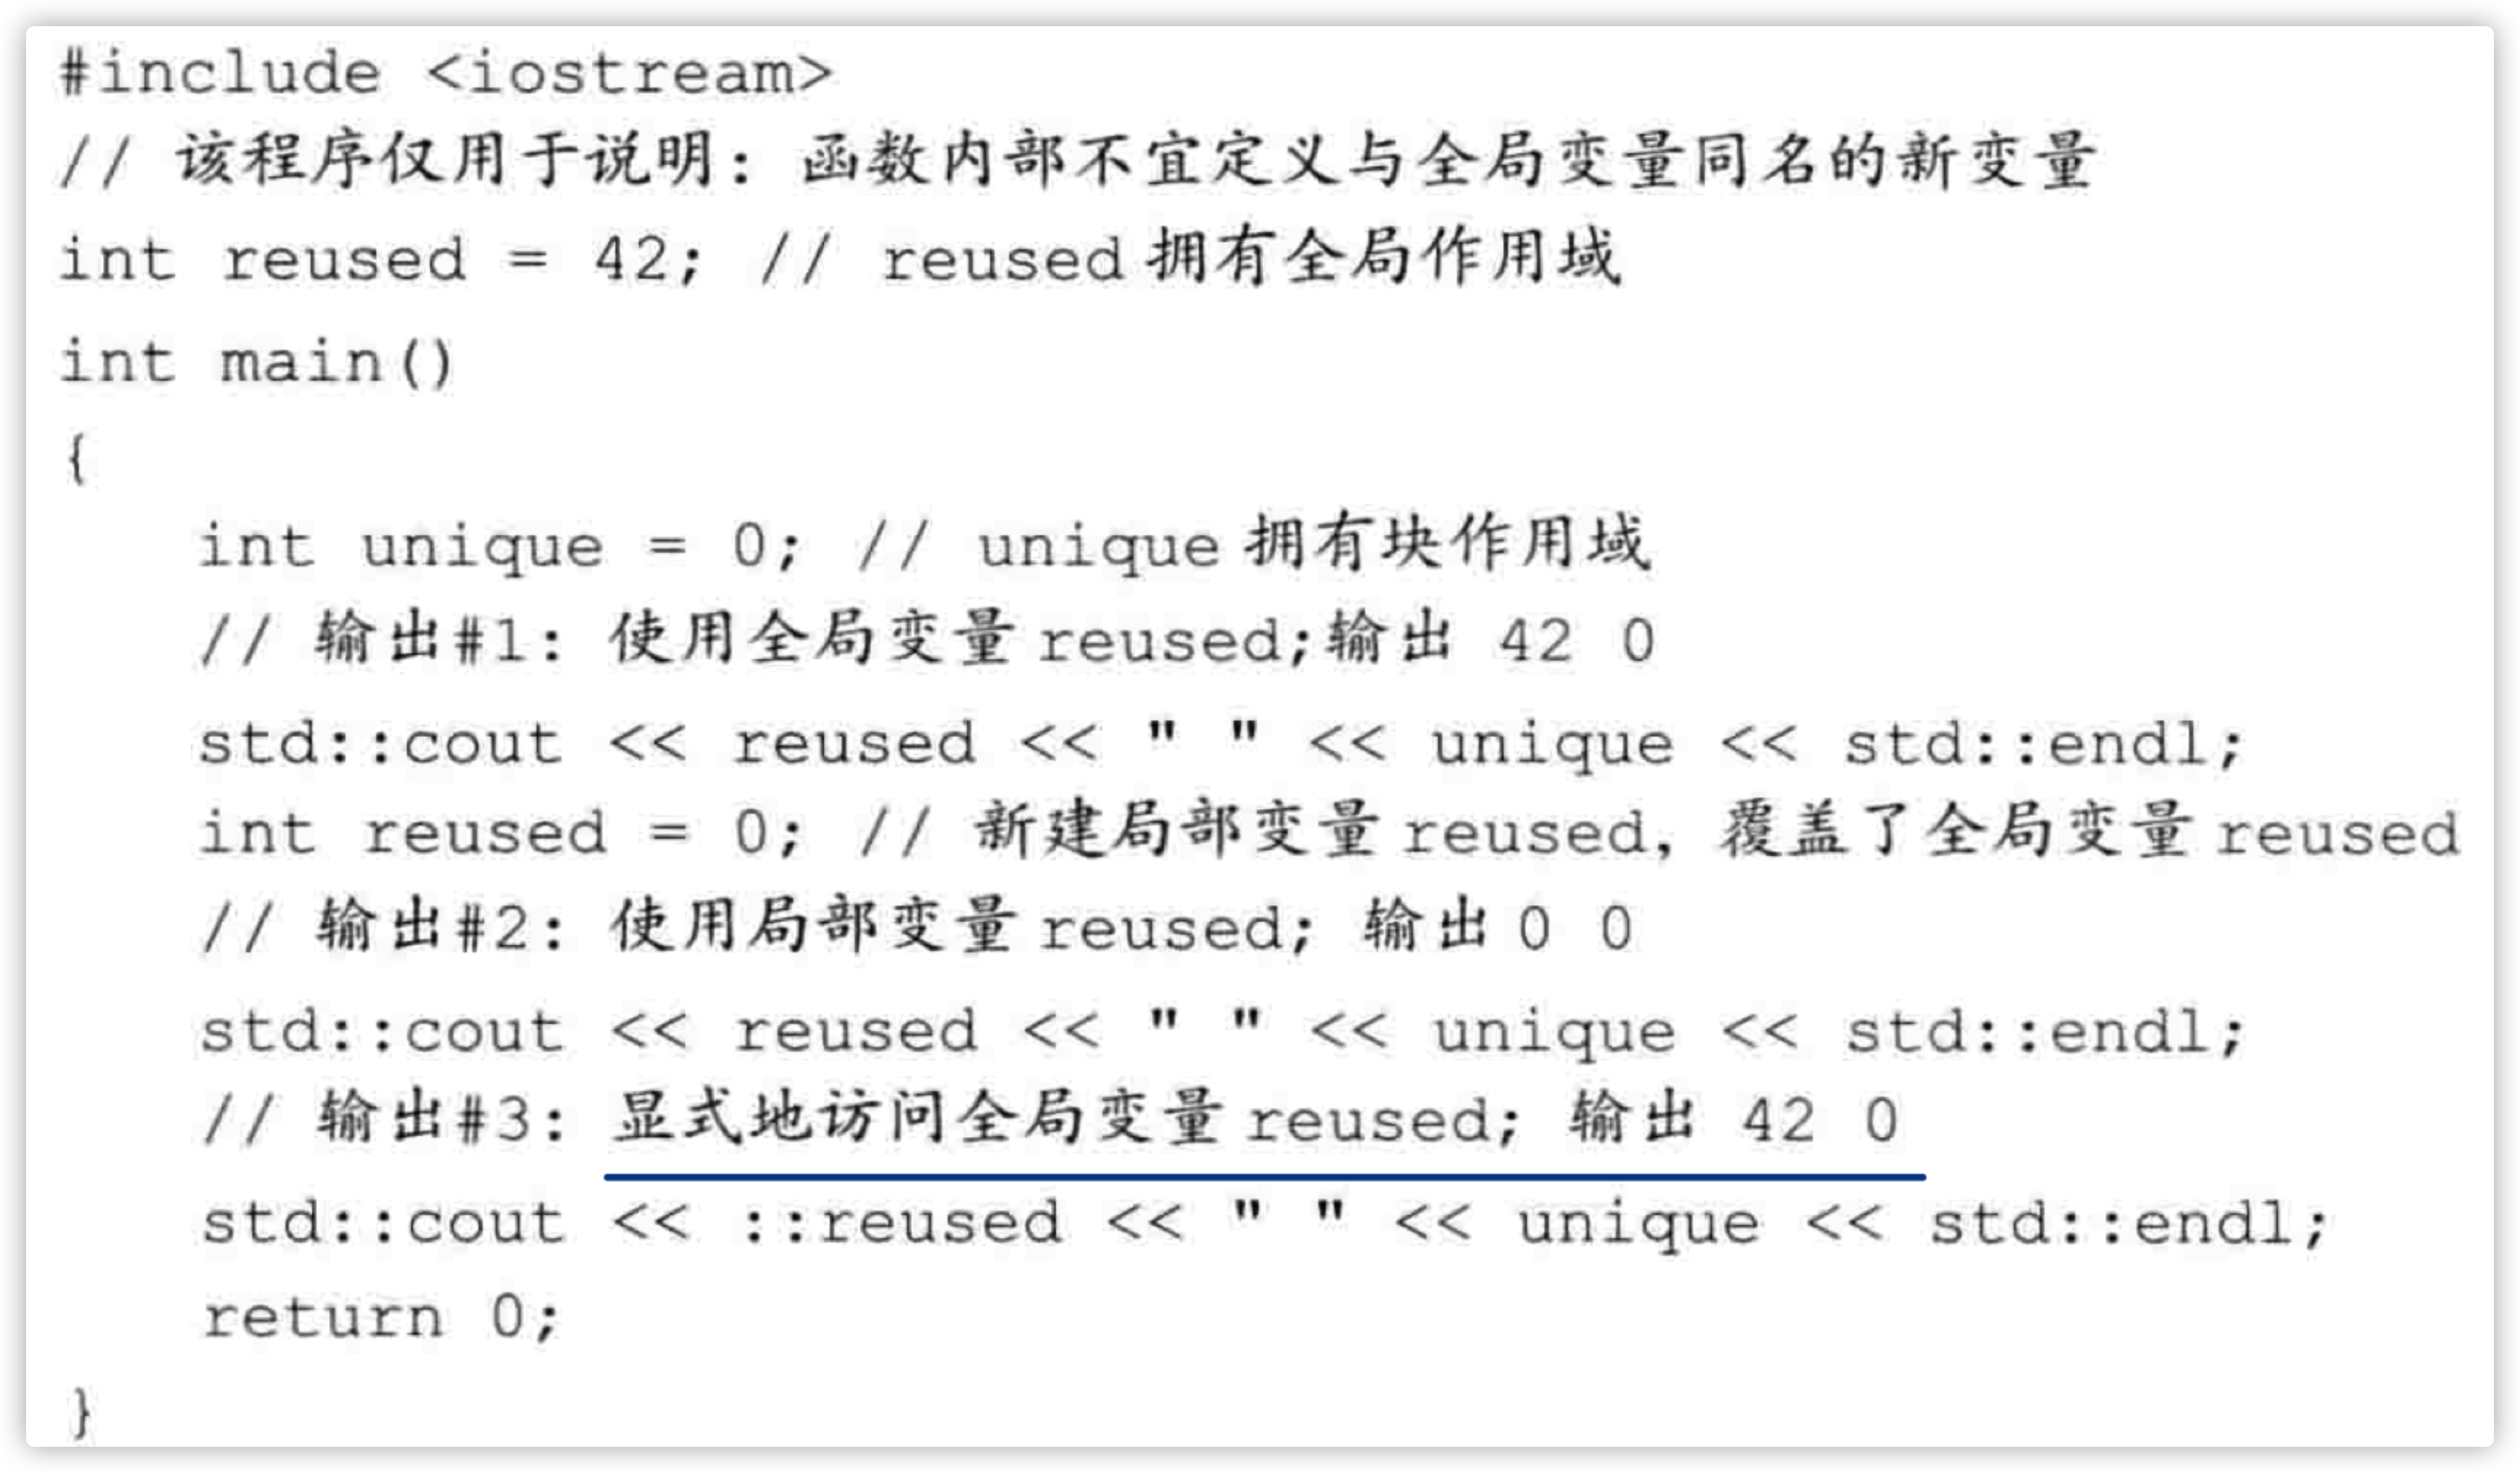 #include <iostream>
// 该程序仅用于说明：函数内部不宜定义与全局变量同名的新变量
int reused = 42; // reused 拥有全局作用域
int main()
{
    int unique = 0; // unique 拥有块作用域
    // 输出#1：使用全局变量 reused;输出 42 0
    std::cout << reused << " " << unique << std::endl;
    int reused = 0; // 新建局部变量 reused，覆盖了全局变量 reused
    // 输出#2：使用局部变量 reused; 输出 0 0
    std::cout << reused << " " << unique << std::endl;
    // 输出#3：显式地访问全局变量 reused; 输出 42 0
    std::cout << ::reused << " " << unique << std::endl;
    return 0;
}